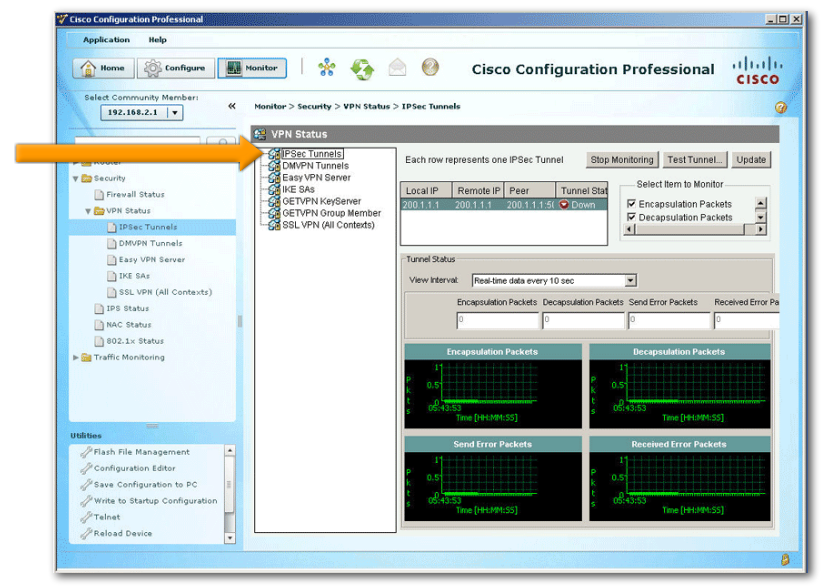 Cisco Configuration Professional
Application Help
Home Configure Monitor Cisco Configuration Professional CISCO
Select Community Member:
192.168.2.1
Monitor > Security > VPN Status > IPSec Tunnels
VPN Status
Router
Security
Firewall Status
VPN Status
IPSec Tunnels
DMVPN Tunnels
Easy VPN Server
IKE SAs
SSL VPN (All Contexts)
IPS Status
NAC Status
802.1x Status
Traffic Monitoring
Utilities
Flash File Management
Configuration Editor
Save Configuration to PC
Write to Startup Configuration
Telnet
Reload Device
IPSec Tunnels
DMVPN Tunnels
Easy VPN Server
IKE SAs
GETVPN KeyServer
GETVPN Group Member
SSL VPN (All Contexts)
Each row represents one IPSec Tunnel Stop Monitoring Test Tunnel... Update
Local IP Remote IP Peer Tunnel Stat
200.1.1.1 200.1.1.1 200.1.1.1:5( Down
Select Item to Monitor
Encapsulation Packets
Decapsulation Packets
Tunnel Status
View Interval: Real-time data every 10 sec
Encapsulation Packets Decapsulation Packets Send Error Packets Received Error Pa
0 0 0 0
Encapsulation Packets
Pkts
1
0.5
0
05:43:53
Time [HH:MM:SS]
Decapsulation Packets
Pkts
1
0.5
0
05:43:53
Time [HH:MM:SS]
Send Error Packets
Pkts
1
0.5
0
05:43:53
Time [HH:MM:SS]
Received Error Packets
Pkts
1
0.5
0
05:43:53
Time [HH:MM:SS]